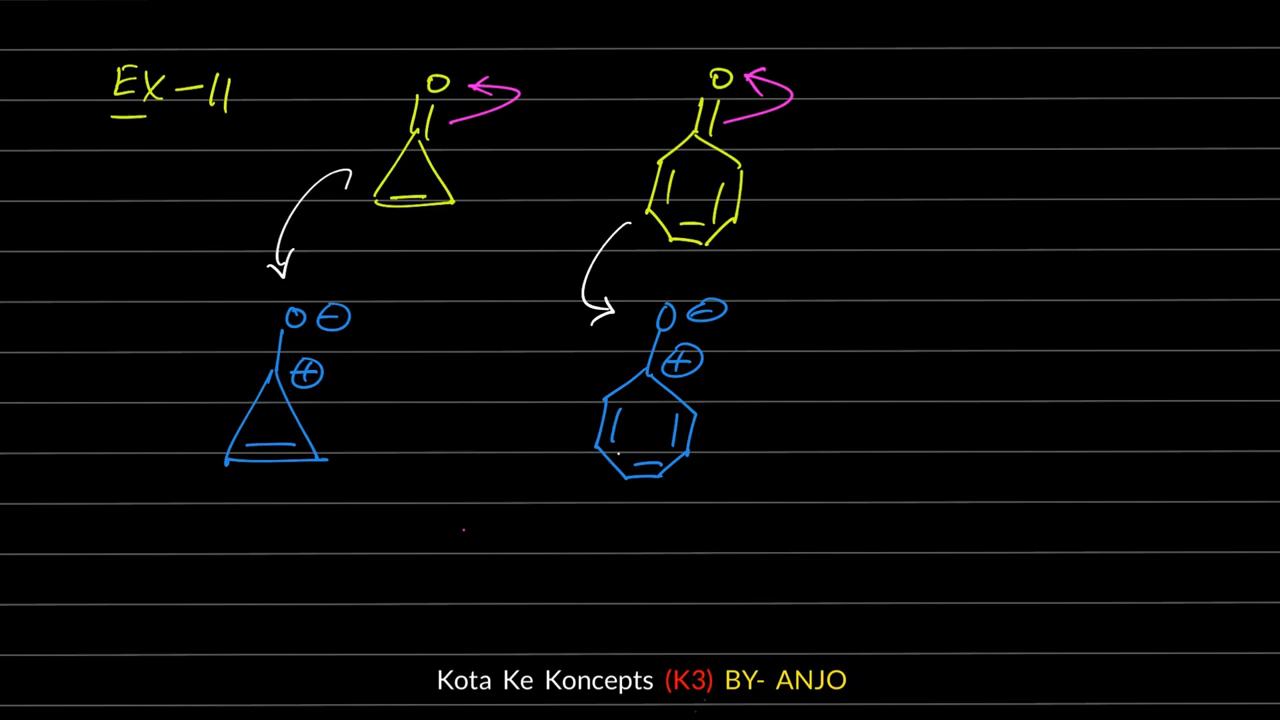 EX-11
O
O
O ⊖
⊕
O ⊖
⊕
Kota Ke Koncepts (K3) BY- ANJO